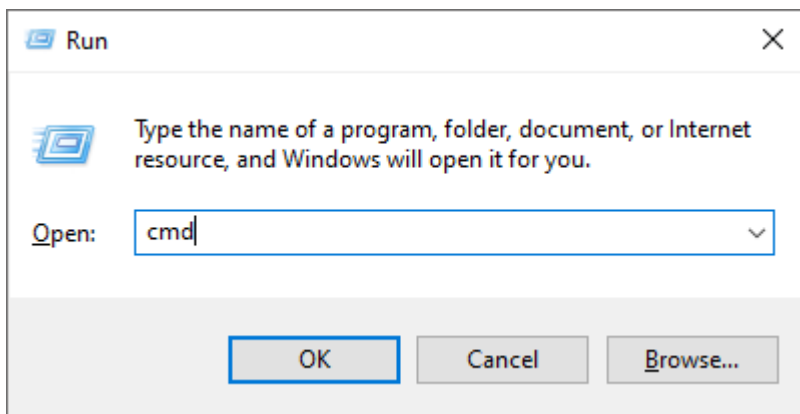 Run
Type the name of a program, folder, document, or Internet
resource, and Windows will open it for you.
Open: cmd
OK Cancel Browse...